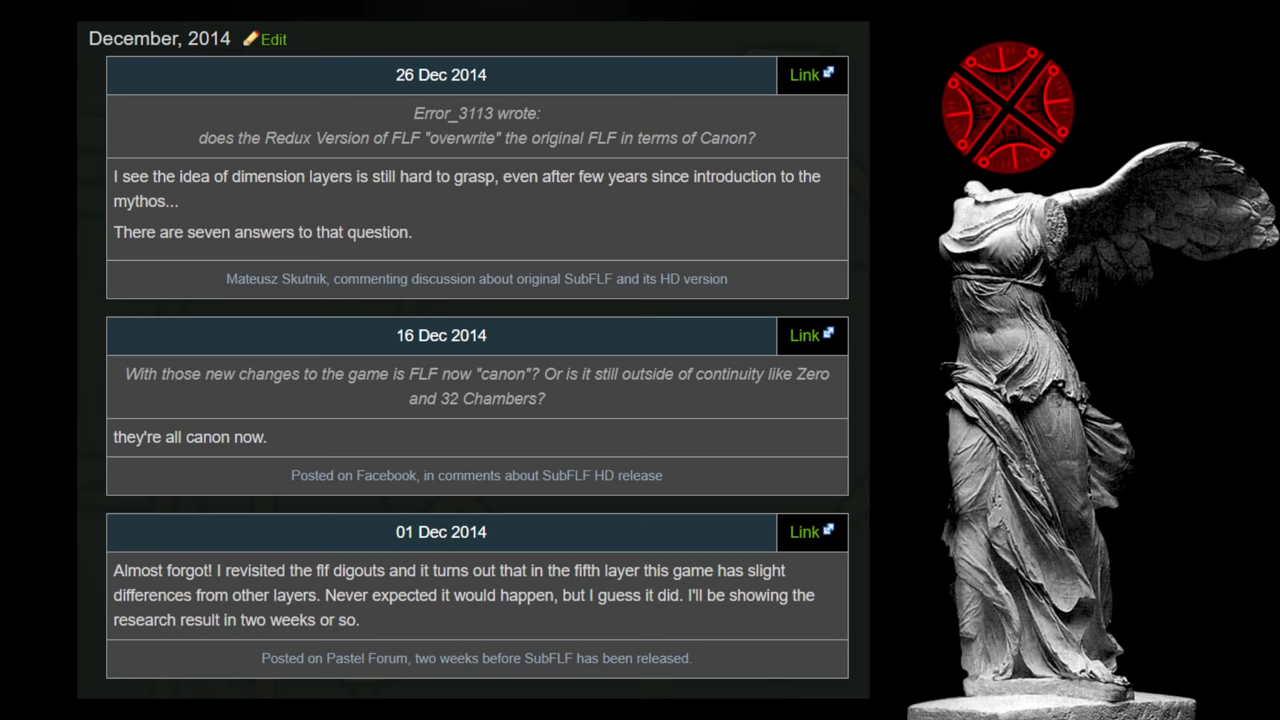 December, 2014 Edit
26 Dec 2014 Link
Error_3113 wrote:
does the Redux Version of FLF "overwrite" the original FLF in terms of Canon?
I see the idea of dimension layers is still hard to grasp, even after few years since introduction to the
mythos...
There are seven answers to that question.
Mateusz Skutnik, commenting discussion about original SubFLF and its HD version
16 Dec 2014 Link
With those new changes to the game is FLF now "canon"? Or is it still outside of continuity like Zero
and 32 Chambers?
they're all canon now.
Posted on Facebook, in comments about SubFLF HD release
01 Dec 2014 Link
Almost forgot! I revisited the flf digouts and it turns out that in the fifth layer this game has slight
differences from other layers. Never expected it would happen, but I guess it did. I'll be showing the
research result in two weeks or so.
Posted on Pastel Forum, two weeks before SubFLF has been released.